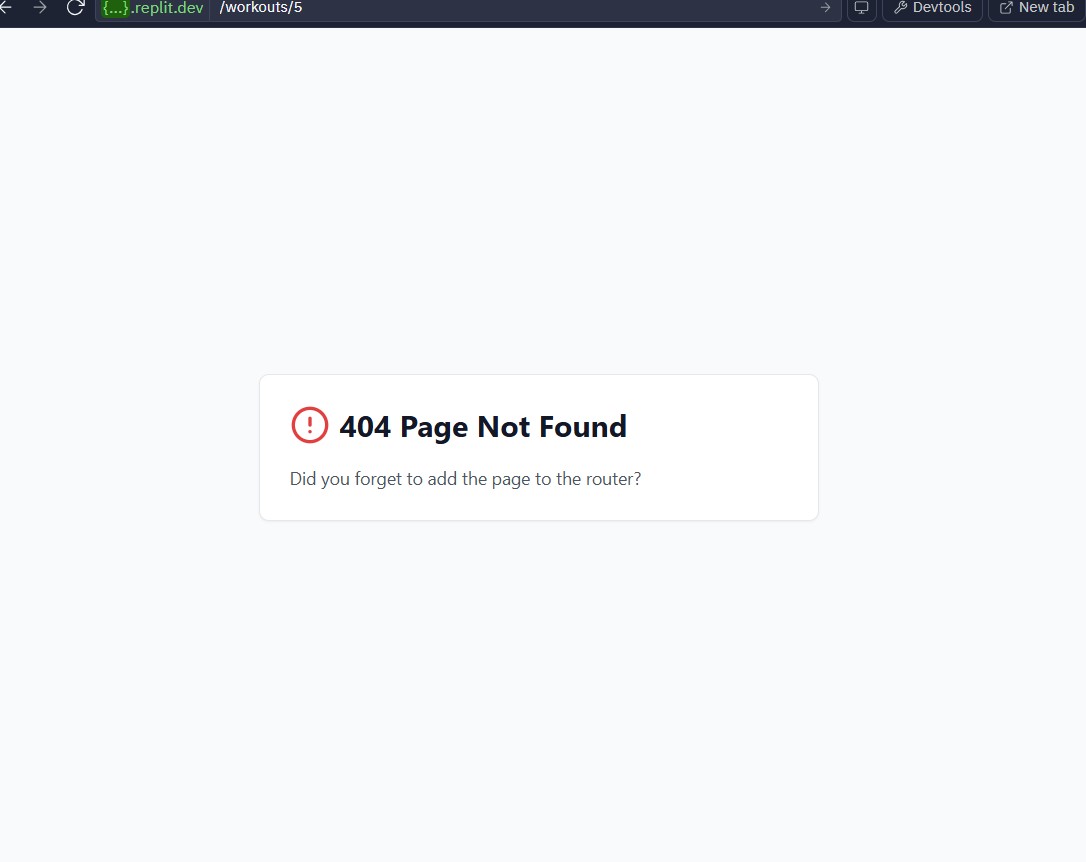 {...}.replit.dev /workouts/5 Devtools New tab
404 Page Not Found
Did you forget to add the page to the router?